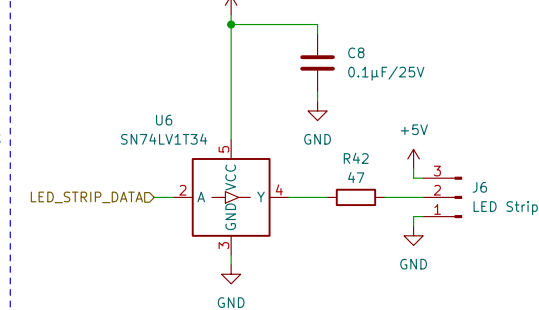 C8
0.1µF/25V
GND
U6
SN74LV1T34
5
VCC
LED_STRIP_DATA
2
A
Y
4
GND
3
GND
R42
47
+5V
3
2
1
J6
LED Strip
GND